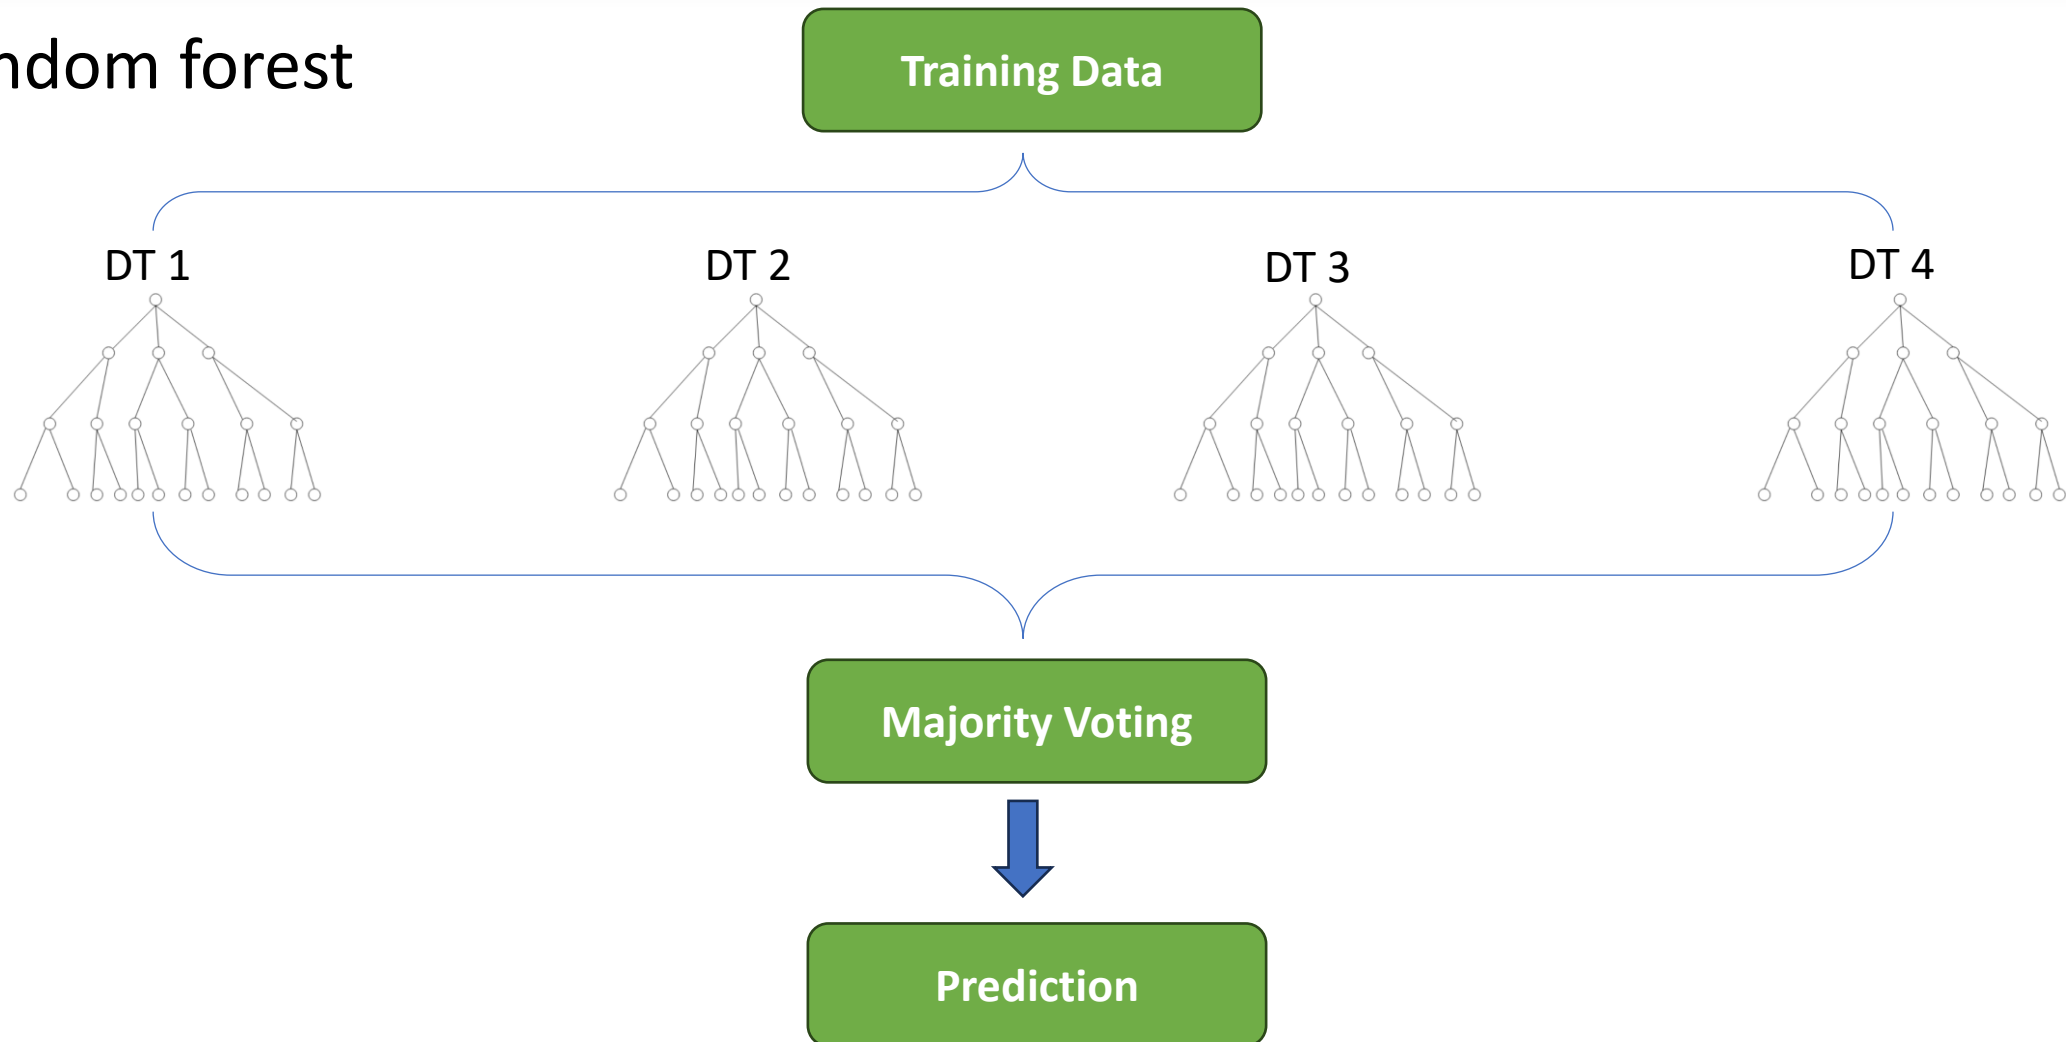 ndom forest
Training Data
DT 1
DT 2
DT 3
DT 4
Majority Voting
Prediction